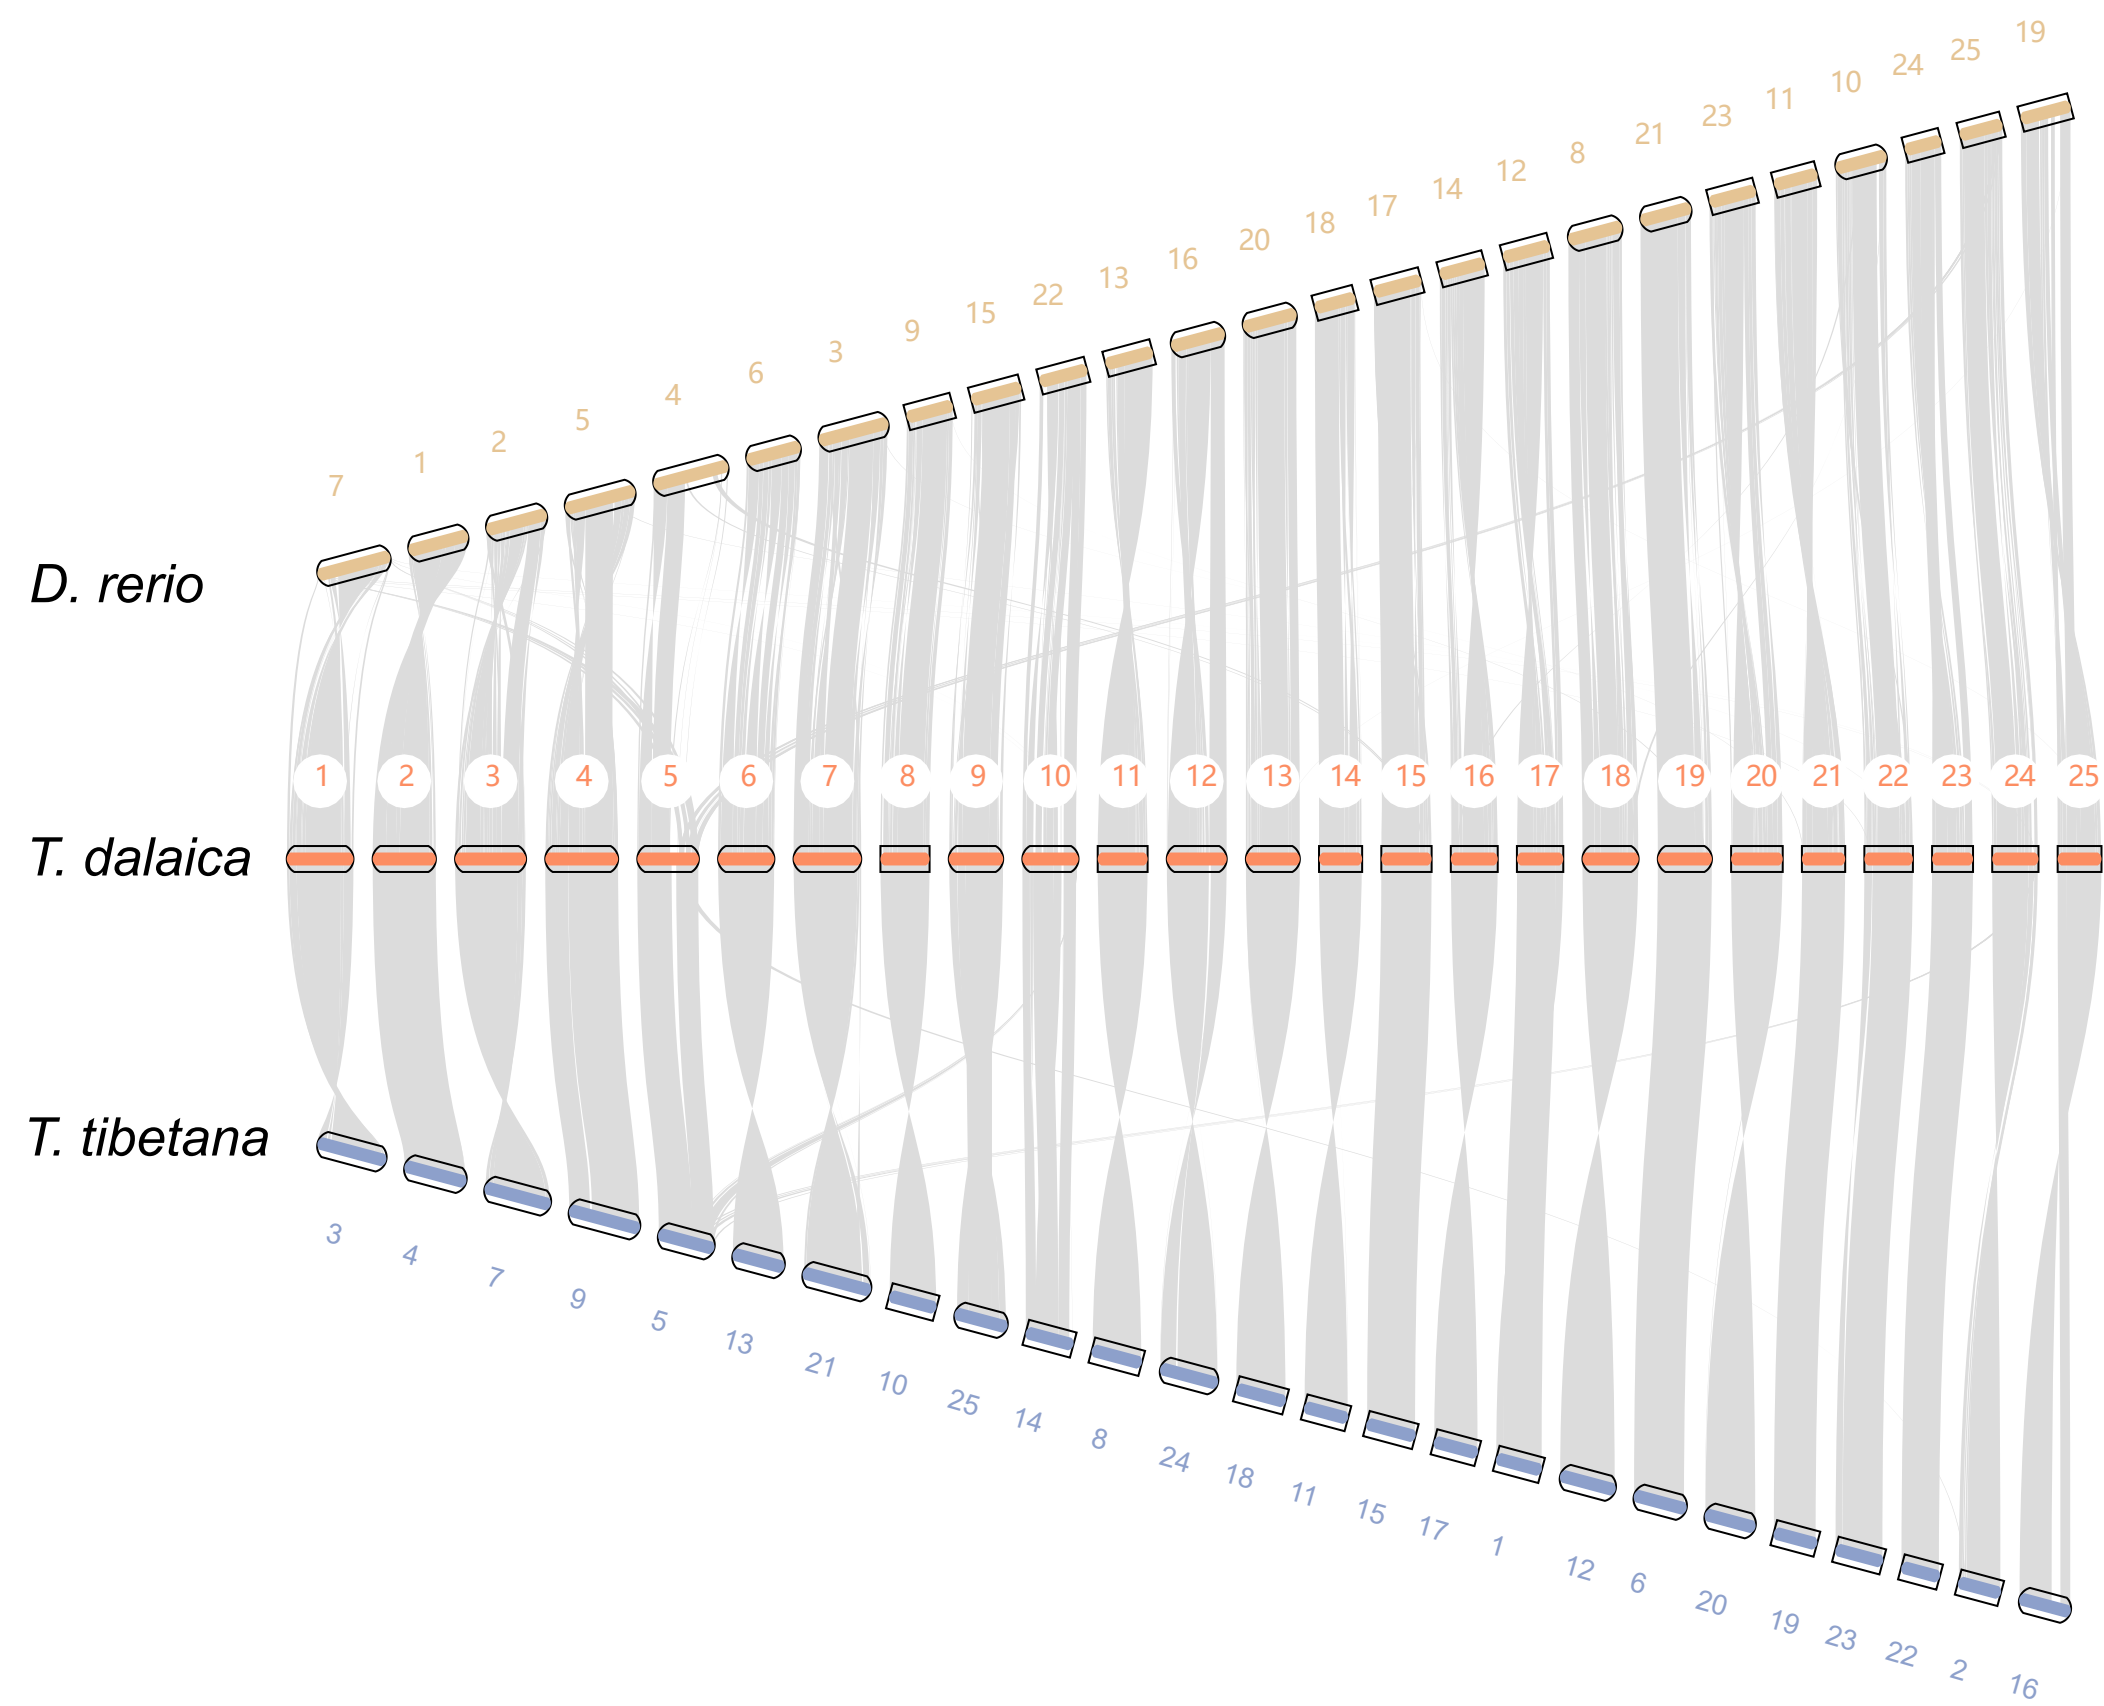 7 1 2 5 4 6 3 9 15 22 13 16 20 18 17 14 12 8 21 23 11 10 24 25 19
D. rerio
1 2 3 4 5 6 7 8 9 10 11 12 13 14 15 16 17 18 19 20 21 22 23 24 25
T. dalaica
T. tibetana
3 4 7 9 5 13 21 10 25 14 8 24 18 11 15 17 1 12 6 20 19 23 22 2 16